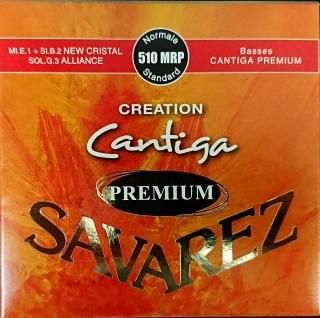 MI.E.1 + SI.B.2 NEW CRISTAL
SOL.G.3 ALLIANCE
Normale
510 MRP
Standard
Basses
CANTIGA PREMIUM
CREATION
Cantiga
PREMIUM
SAVAREZ